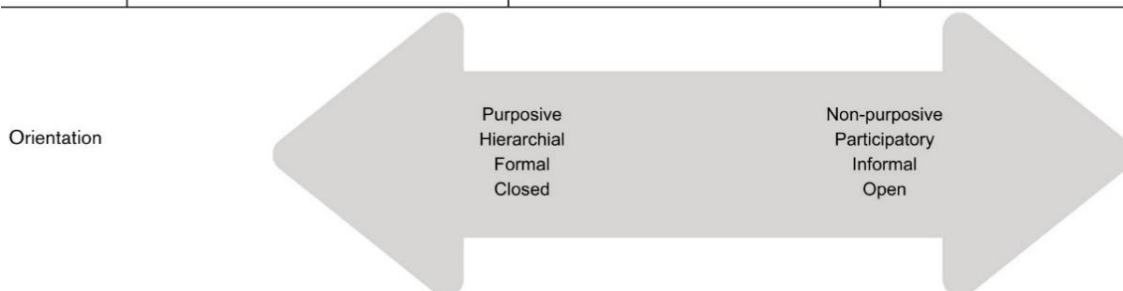 Orientation
Purposive
Hierarchial
Formal
Closed
Non-purposive
Participatory
Informal
Open